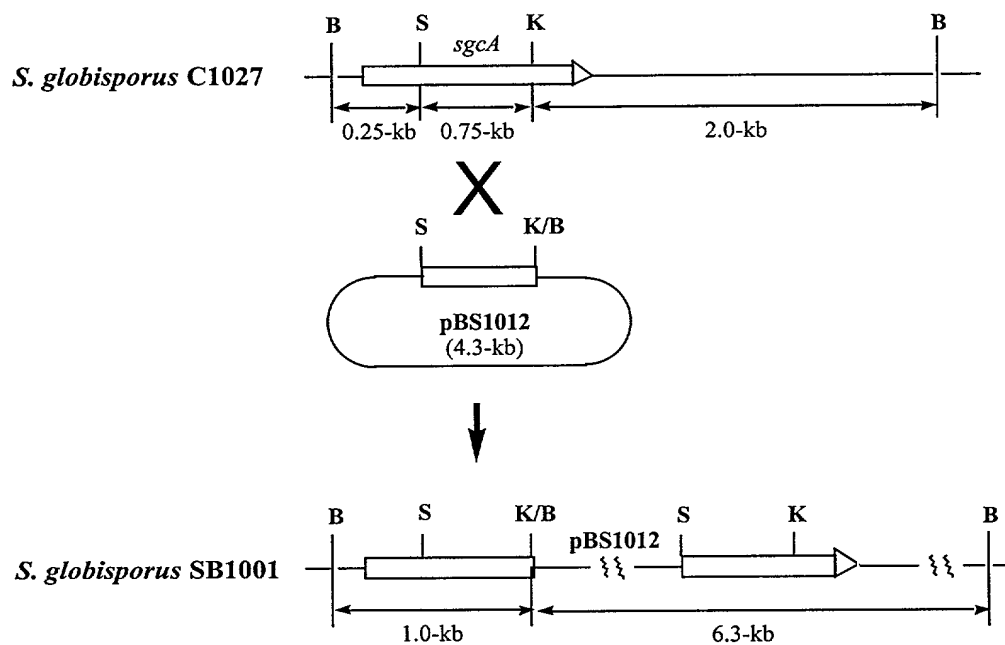 B S K B
sgcA
S. globisporus C1027
0.25-kb 0.75-kb 2.0-kb
S K/B
pBS1012
(4.3-kb)
B S K/B S K B
pBS1012
S. globisporus SB1001
1.0-kb 6.3-kb